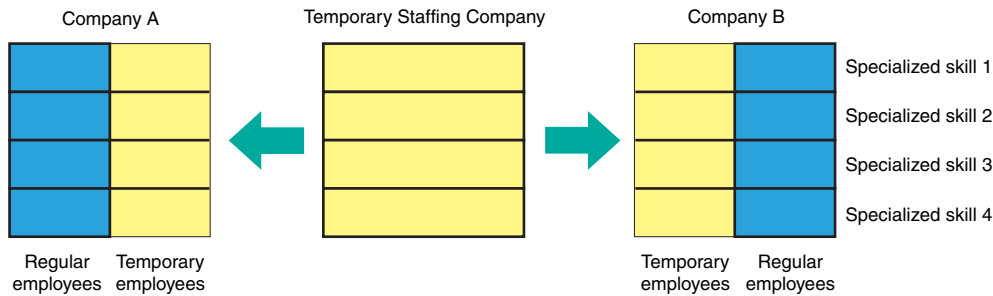 Company A
Temporary Staffing Company
Company B
Specialized skill 1
Specialized skill 2
Specialized skill 3
Specialized skill 4
Regular
employees
Temporary
employees
Temporary
employees
Regular
employees